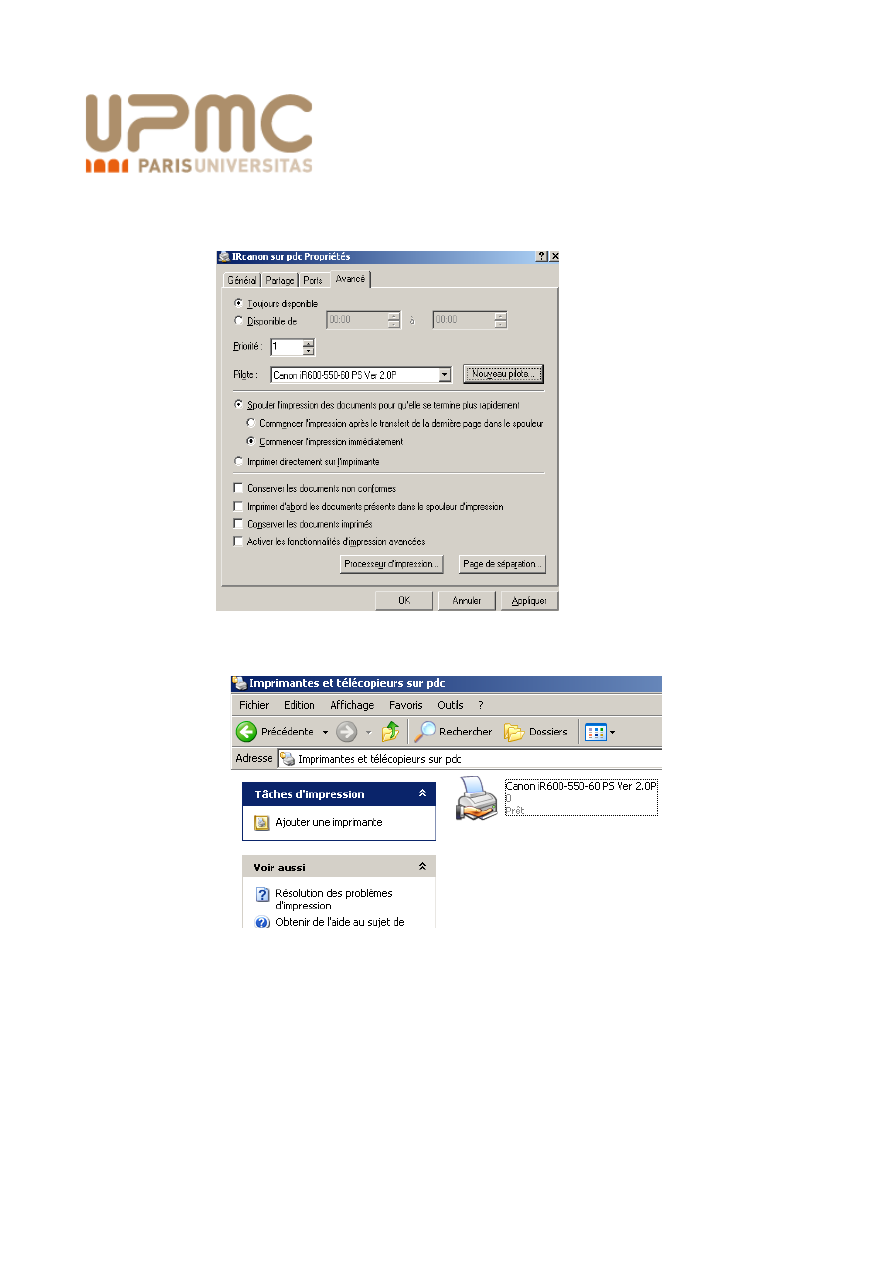 UPMC
PARISUNIVERSITAS
IRcanon sur pdc Propriétés
Général Partage Ports Avancé
Toujours disponible
Disponible de 00:00 à 00:00
Priorité : 1
Pilote : Canon iR600-550-60 PS Ver 2.0P Nouveau pilote...
Spouler l'impression des documents pour qu'elle se termine plus rapidement
Commencer l'impression après le transfert de la dernière page dans le spouleur
Commencer l'impression immédiatement
Imprimer directement sur l'imprimante
Conserver les documents non conformes
Imprimer d'abord les documents présents dans le spouleur d'impression
Conserver les documents imprimés
Activer les fonctionnalités d'impression avancées
Processeur d'impression... Page de séparation...
OK Annuler Appliquer
Imprimantes et télécopieurs sur pdc
Fichier Edition Affichage Favoris Outils ?
Précédente Rechercher Dossiers
Adresse Imprimantes et télécopieurs sur pdc
Tâches d'impression
Ajouter une imprimante
Canon iR600-550-60 PS Ver 2.0P
0
Prêt
Voir aussi
Résolution des problèmes
d'impression
Obtenir de l'aide au sujet de